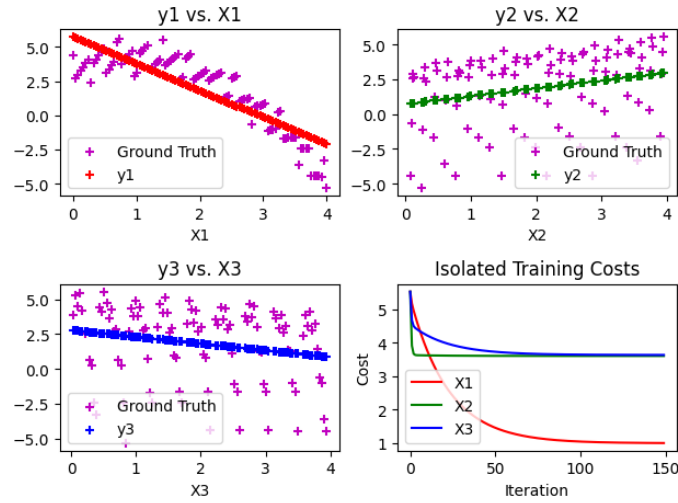 y1 vs. X1
5.0
2.5
0.0
−2.5
−5.0
Ground Truth
y1
0
1
2
3
4
X1
y2 vs. X2
5.0
2.5
0.0
−2.5
−5.0
Ground Truth
y2
0
1
2
3
4
X2
y3 vs. X3
5.0
2.5
0.0
−2.5
−5.0
Ground Truth
y3
0
1
2
3
4
X3
Isolated Training Costs
Cost
5
4
3
2
1
X1
X2
X3
0
50
100
150
Iteration